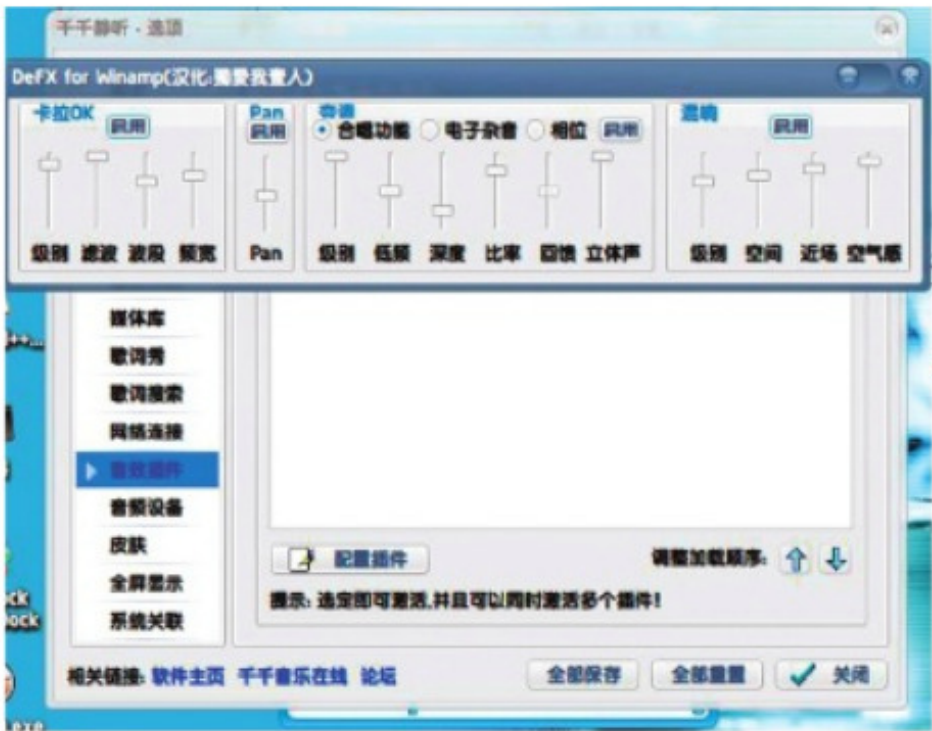 千千静听 - 选项
DeFX for Winamp(汉化:独爱我壹人)
卡拉OK 启用
Pan 启用
音调 合唱功能 电子杂音 相位 启用
混响 启用
级别 滤波 波段 频宽
Pan
级别 低频 深度 比率 回馈 立体声
级别 空间 近场 空气感
媒体库
歌词秀
歌词搜索
网络连接
音效插件
音频设备
皮肤
全屏显示
系统关联
配置插件
调整加载顺序:
提示: 选定即可激活,并且可以同时激活多个插件!
相关链接: 软件主页 千千音乐在线 论坛
全部保存 全部重置 关闭
ck
ock
.exe